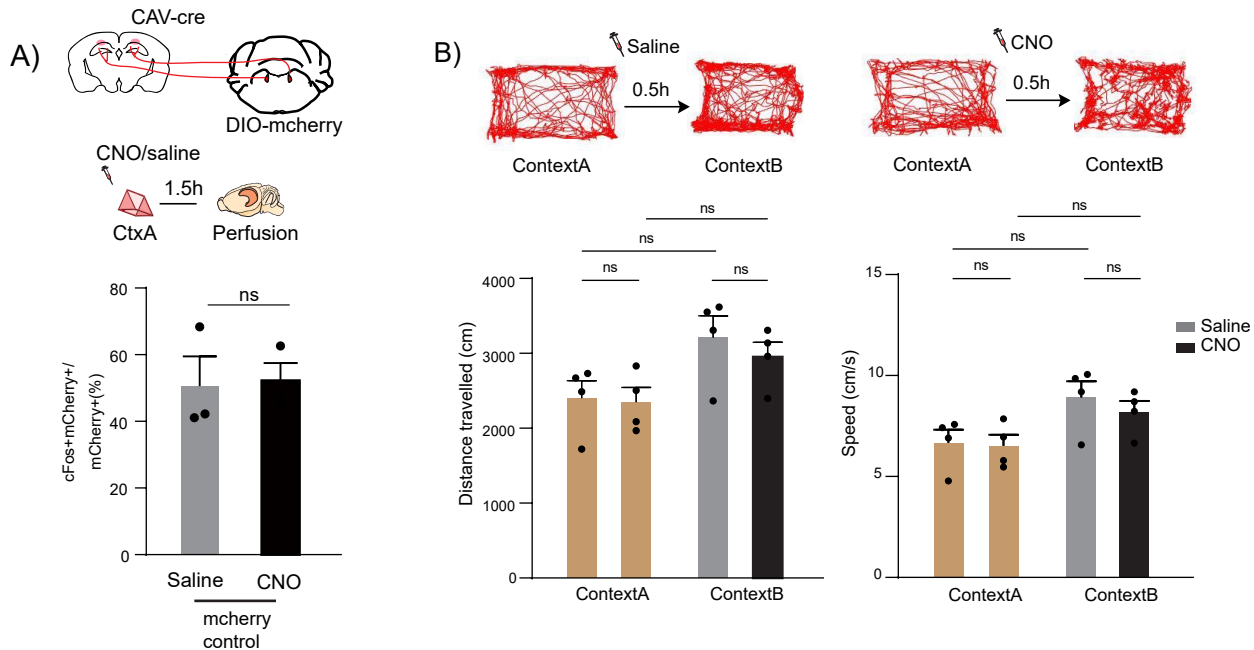 A)
CAV-cre
DIO-mcherry
CNO/saline
1.5h
CtxA
Perfusion
80
60
40
20
0
cFos+mCherry+/
mCherry+(%)
ns
Saline
CNO
mcherry
control
B)
Saline
0.5h
ContextA
ContextB
CNO
0.5h
ContextA
ContextB
ns
ns
ns
ns
4000
3000
2000
1000
0
Distance travelled (cm)
ContextA
ContextB
ns
ns
ns
ns
15
10
5
0
Speed (cm/s)
ContextA
ContextB
Saline
CNO